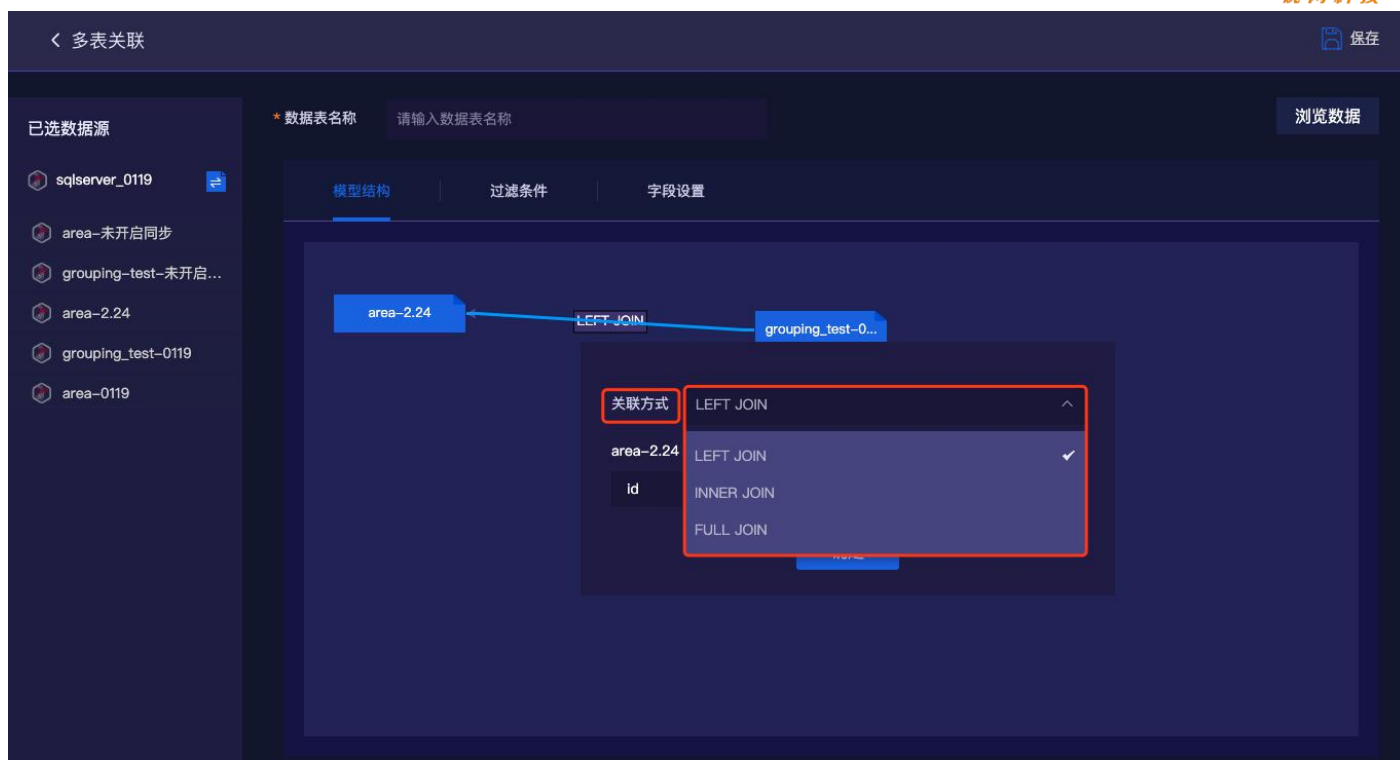 多表关联
保存
已选数据源
* 数据表名称 请输入数据表名称
浏览数据
sqlserver_0119
模型结构 过滤条件 字段设置
area-未开启同步
grouping-test-未开启...
area-2.24
grouping_test-0119
area-0119
area-2.24
LEFT JOIN
grouping_test-0...
关联方式 LEFT JOIN
area-2.24
LEFT JOIN
id
INNER JOIN
FULL JOIN